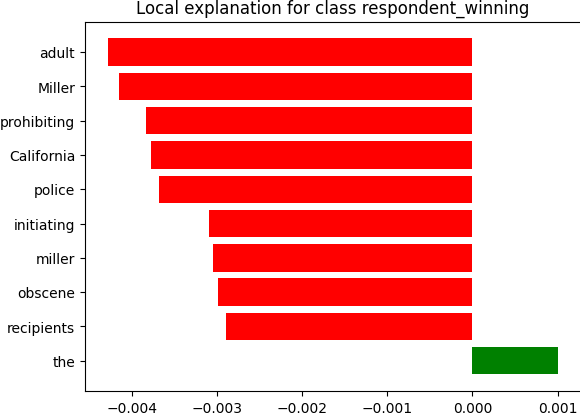 Local explanation for class respondent_winning
adult
Miller
prohibiting
California
police
initiating
miller
obscene
recipients
the
−0.004 −0.003 −0.002 −0.001 0.000 0.001